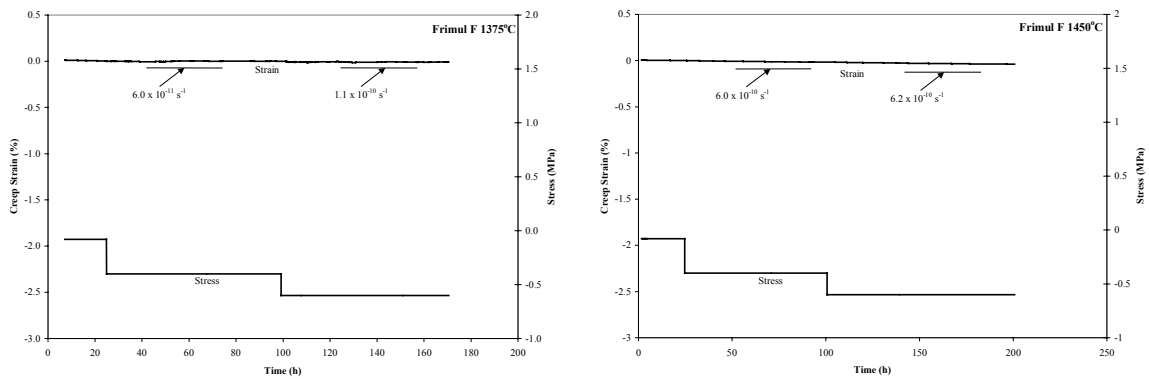 Frimul F 1375°C
Creep Strain (%)
0.5
0.0
-0.5
-1.0
-1.5
-2.0
-2.5
-3.0
Strain
6.0 x 10⁻¹¹ s⁻¹
1.1 x 10⁻¹⁰ s⁻¹
Stress
2.0
1.5
1.0
0.5
0.0
-0.5
-1.0
Stress (MPa)
0 20 40 60 80 100 120 140 160 180 200
Time (h)
Frimul F 1450°C
Creep Strain (%)
0.5
0
-0.5
-1
-1.5
-2
-2.5
-3
Strain
6.0 x 10⁻¹⁰ s⁻¹
6.2 x 10⁻¹⁰ s⁻¹
Stress
2
1.5
1
0.5
0
-0.5
-1
Stress (MPa)
0 50 100 150 200 250
Time (h)